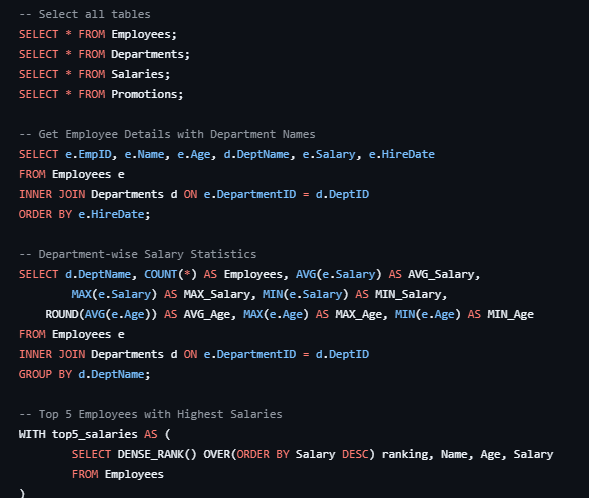 -- Select all tables
SELECT * FROM Employees;
SELECT * FROM Departments;
SELECT * FROM Salaries;
SELECT * FROM Promotions;

-- Get Employee Details with Department Names
SELECT e.EmpID, e.Name, e.Age, d.DeptName, e.Salary, e.HireDate
FROM Employees e
INNER JOIN Departments d ON e.DepartmentID = d.DeptID
ORDER BY e.HireDate;

-- Department-wise Salary Statistics
SELECT d.DeptName, COUNT(*) AS Employees, AVG(e.Salary) AS AVG_Salary,
        MAX(e.Salary) AS MAX_Salary, MIN(e.Salary) AS MIN_Salary,
    ROUND(AVG(e.Age)) AS AVG_Age, MAX(e.Age) AS MAX_Age, MIN(e.Age) AS MIN_Age
FROM Employees e
INNER JOIN Departments d ON e.DepartmentID = d.DeptID
GROUP BY d.DeptName;

-- Top 5 Employees with Highest Salaries
WITH top5_salaries AS (
        SELECT DENSE_RANK() OVER(ORDER BY Salary DESC) ranking, Name, Age, Salary
        FROM Employees
)